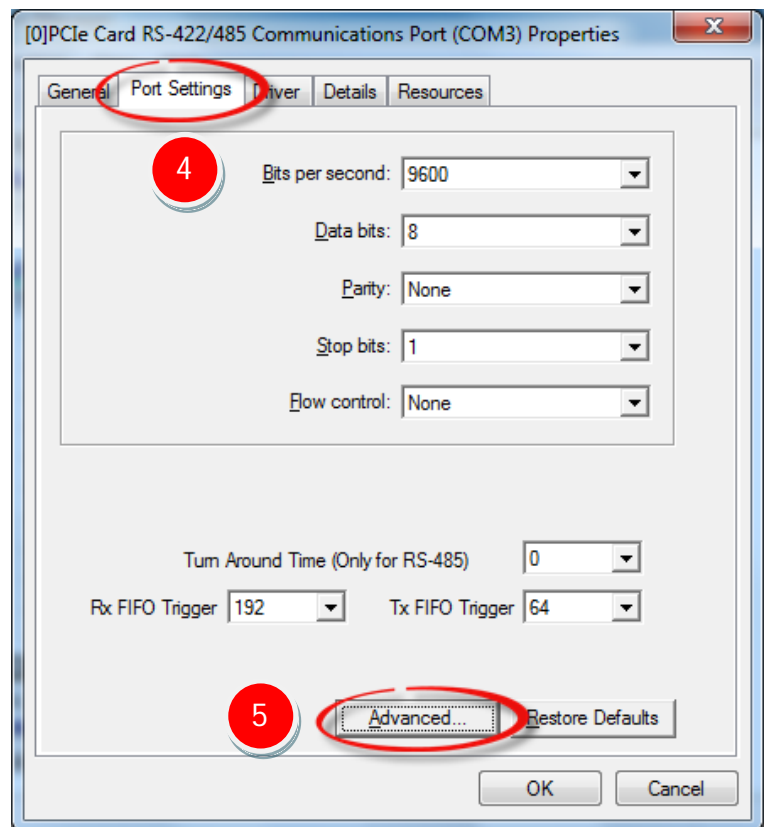 [0]PCIe Card RS-422/485 Communications Port (COM3) Properties
General Port Settings Driver Details Resources
4
Bits per second: 9600
Data bits: 8
Parity: None
Stop bits: 1
Flow control: None
Turn Around Time (Only for RS-485) 0
Rx FIFO Trigger 192 Tx FIFO Trigger 64
5
Advanced... Restore Defaults
OK Cancel